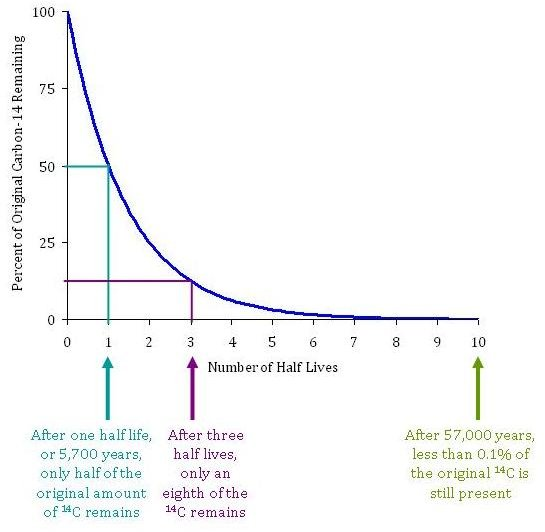 Percent of Original Carbon-14 Remaining
100
75
50
25
0
0 1 2 3 4 5 6 7 8 9 10
Number of Half Lives
After one half life,
or 5,700 years,
only half of the
original amount
of ¹⁴C remains
After three
half lives,
only an
eighth of the
¹⁴C remains
After 57,000 years,
less than 0.1% of
the original ¹⁴C is
still present